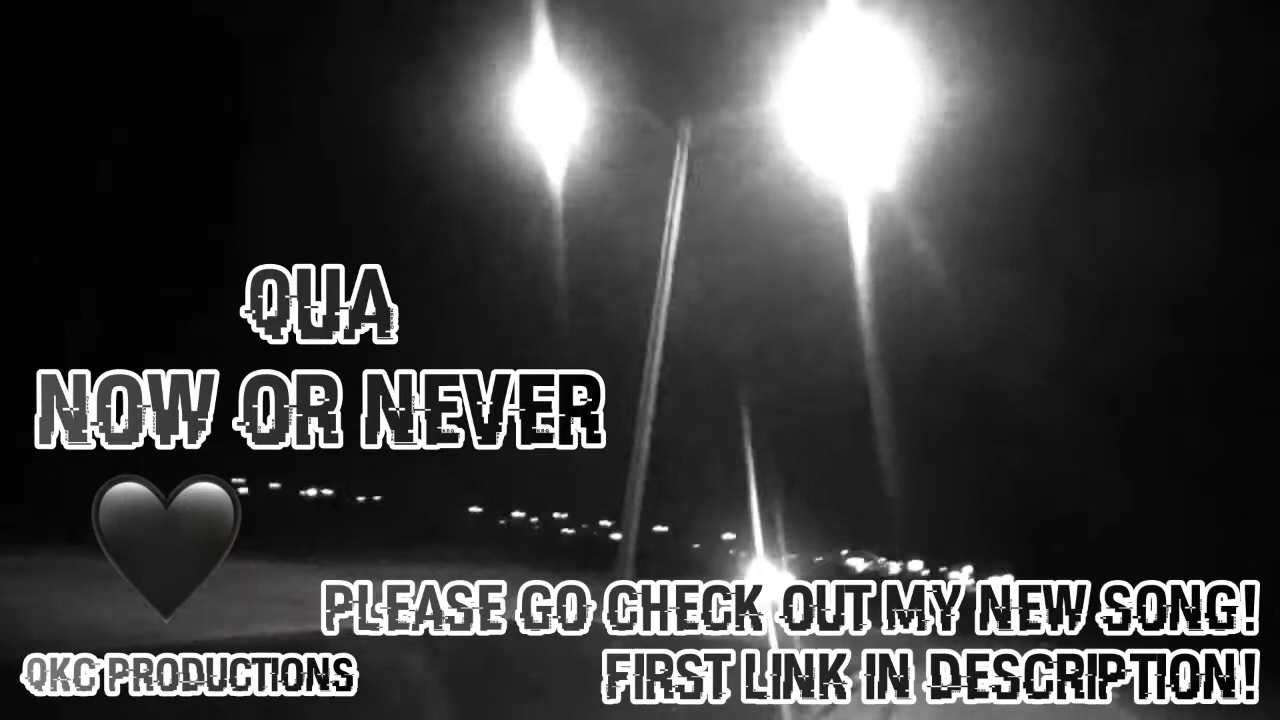 QUA
NOW OR NEVER
PLEASE GO CHECK OUT MY NEW SONG!
FIRST LINK IN DESCRIPTION!
QKC PRODUCTIONS